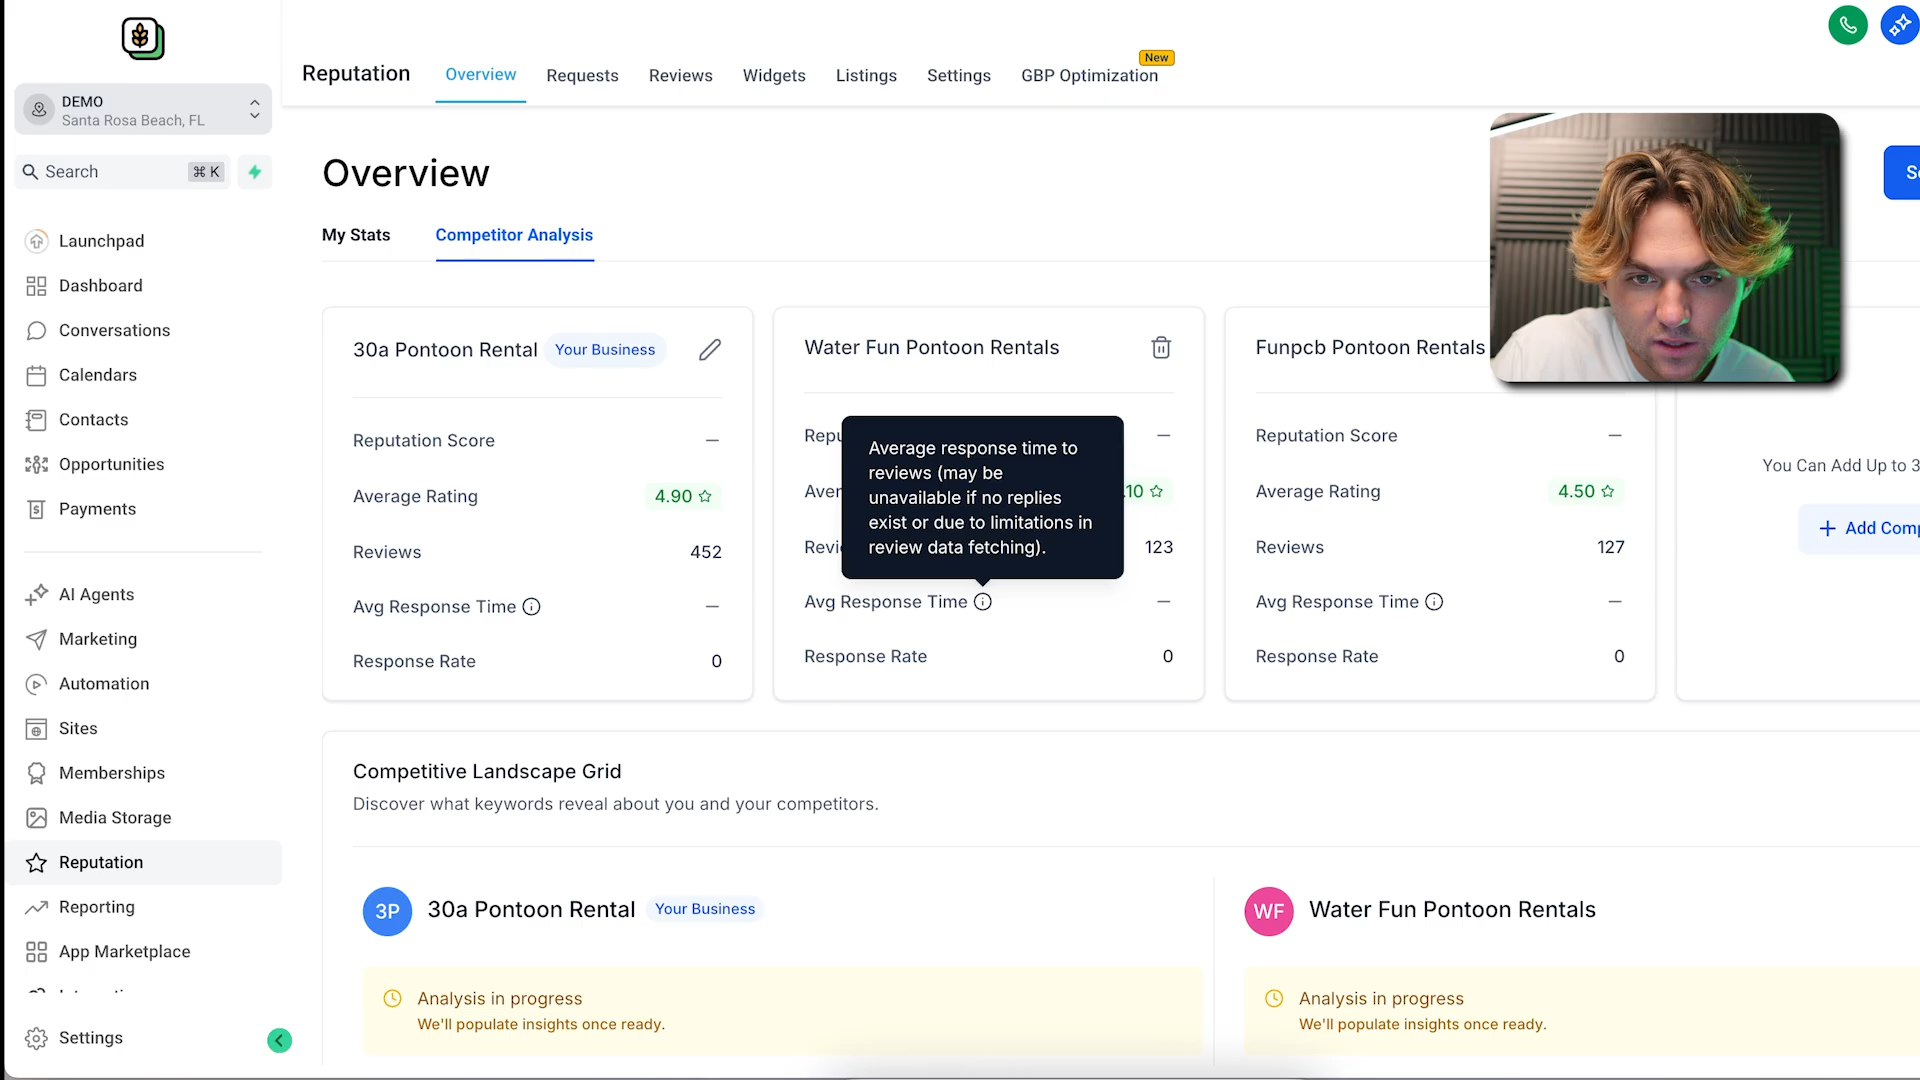 DEMO
Santa Rosa Beach, FL
Search
⌘ K
Launchpad
Dashboard
Conversations
Calendars
Contacts
Opportunities
Payments
AI Agents
Marketing
Automation
Sites
Memberships
Media Storage
Reputation
Reporting
App Marketplace
Settings
Reputation
Overview
Requests
Reviews
Widgets
Listings
Settings
GBP Optimization
New
Overview
My Stats
Competitor Analysis
30a Pontoon Rental
Your Business
Reputation Score —
Average Rating 4.90
Reviews 452
Avg Response Time —
Response Rate 0
Water Fun Pontoon Rentals
Average response time to
reviews (may be
unavailable if no replies
exist or due to limitations in
review data fetching).
—
.10
123
Avg Response Time —
Response Rate 0
Funpcb Pontoon Rentals
Reputation Score —
Average Rating 4.50
Reviews 127
Avg Response Time —
Response Rate 0
You Can Add Up to 3
+ Add Comp
Competitive Landscape Grid
Discover what keywords reveal about you and your competitors.
3P
30a Pontoon Rental
Your Business
Analysis in progress
We'll populate insights once ready.
WF
Water Fun Pontoon Rentals
Analysis in progress
We'll populate insights once ready.